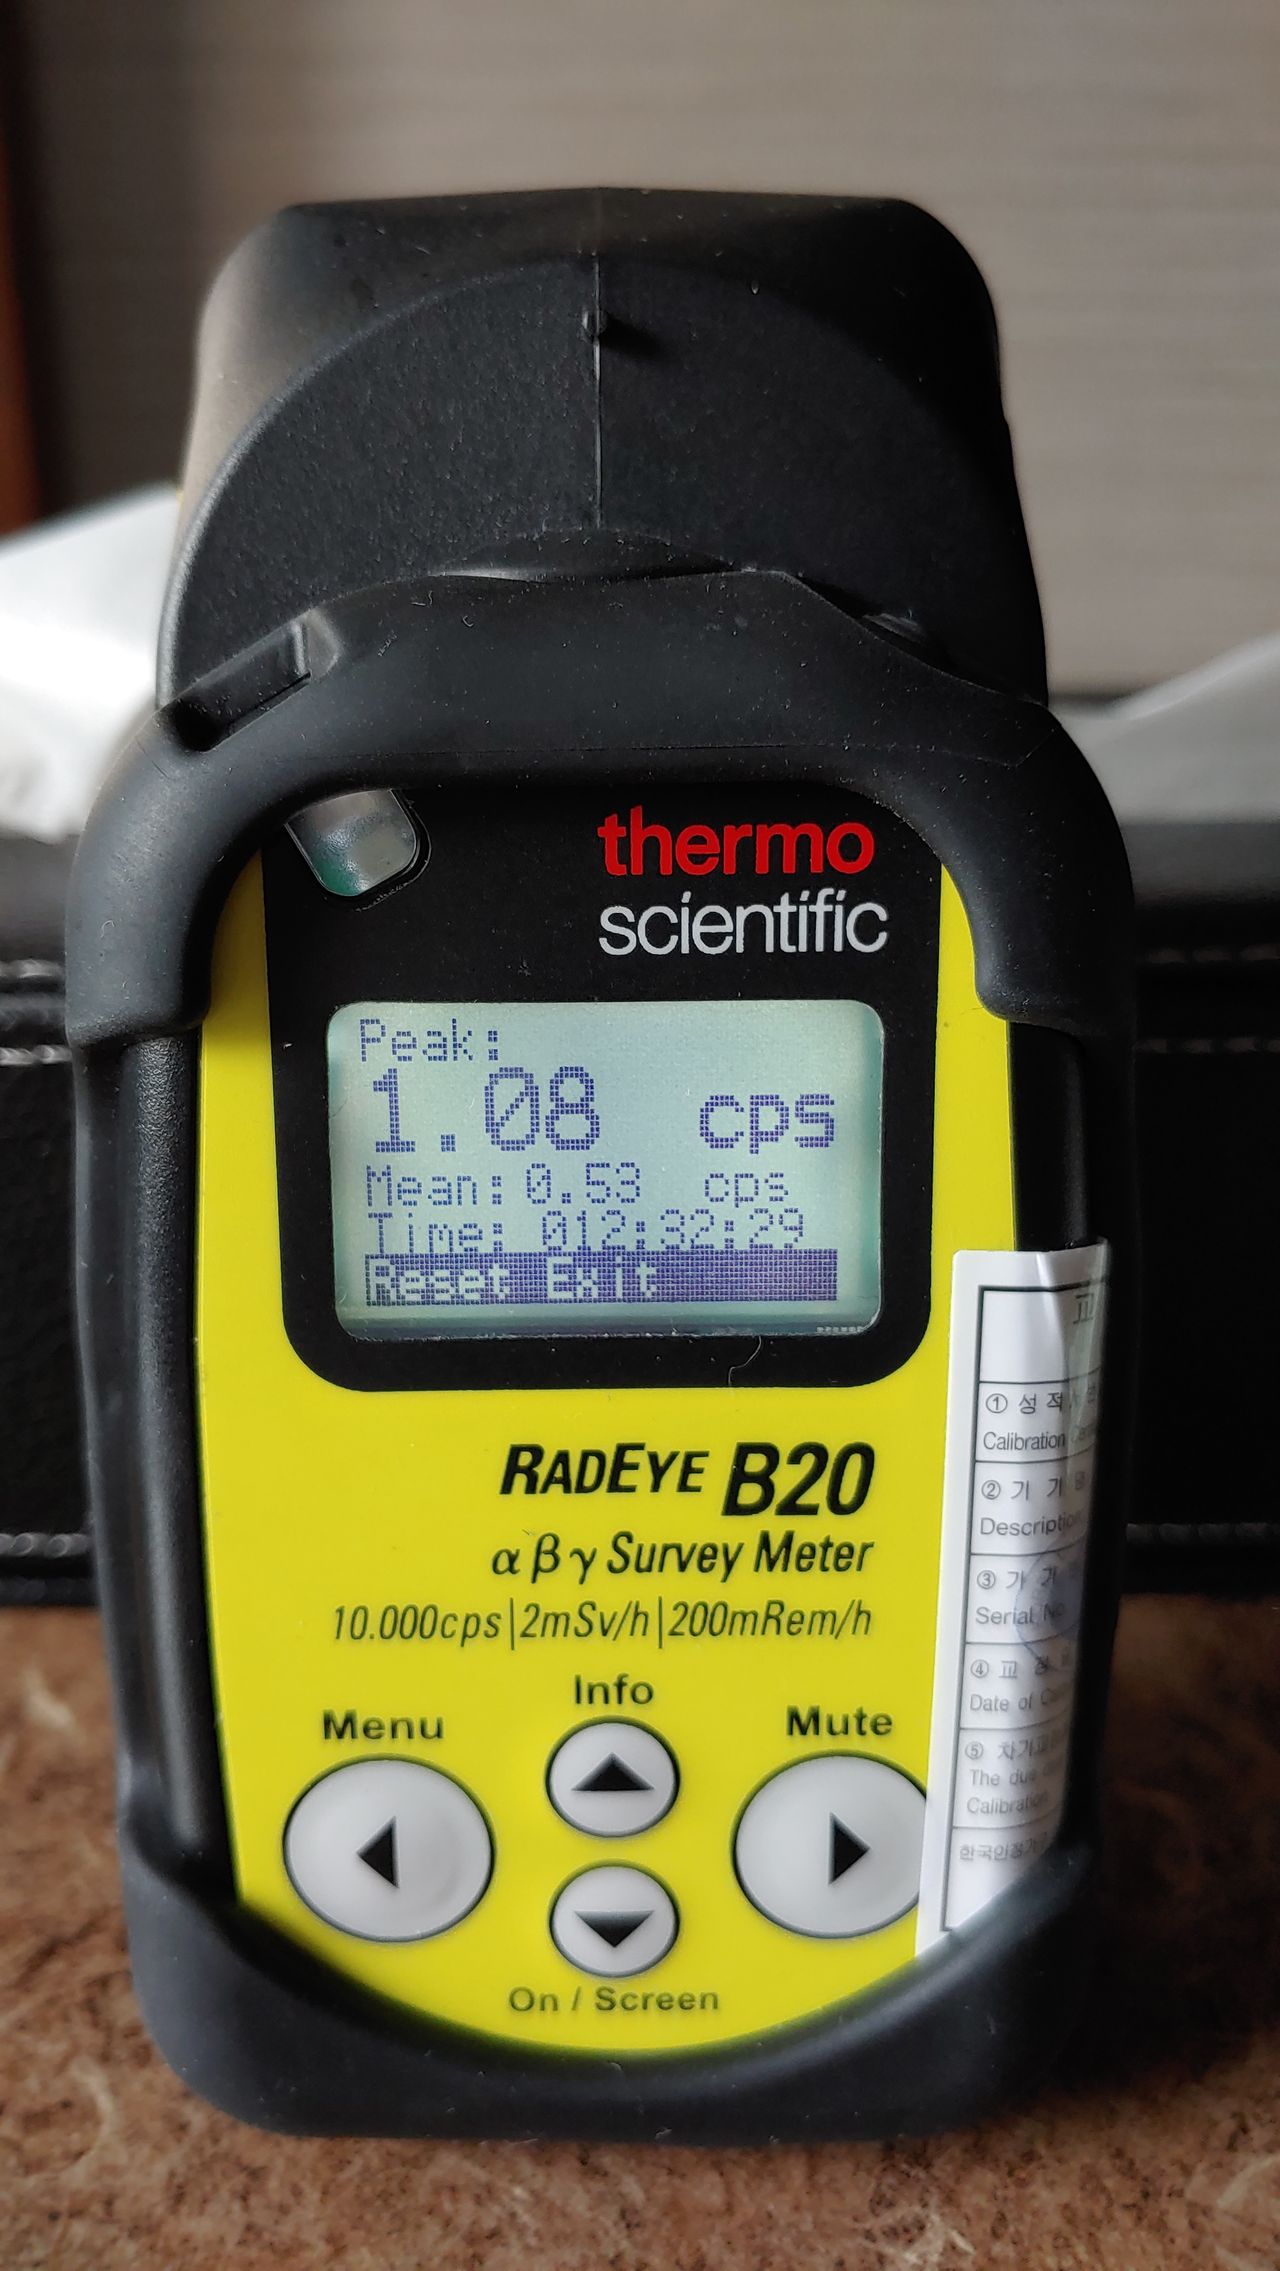 thermo
scientific
Peak:
1.08 cps
Mean: 0.53 cps
Time: 012:32:29
Reset Exit
RADEYE B20
α β γ Survey Meter
10.000cps|2mSv/h|200mRem/h
Info
Menu
Mute
On / Screen
교
① 성 적
Calibration
② 기 기
Description
③ 기 기
Serial No.
④ 교 정
Date of
⑤ 차기교
The due
Calibration